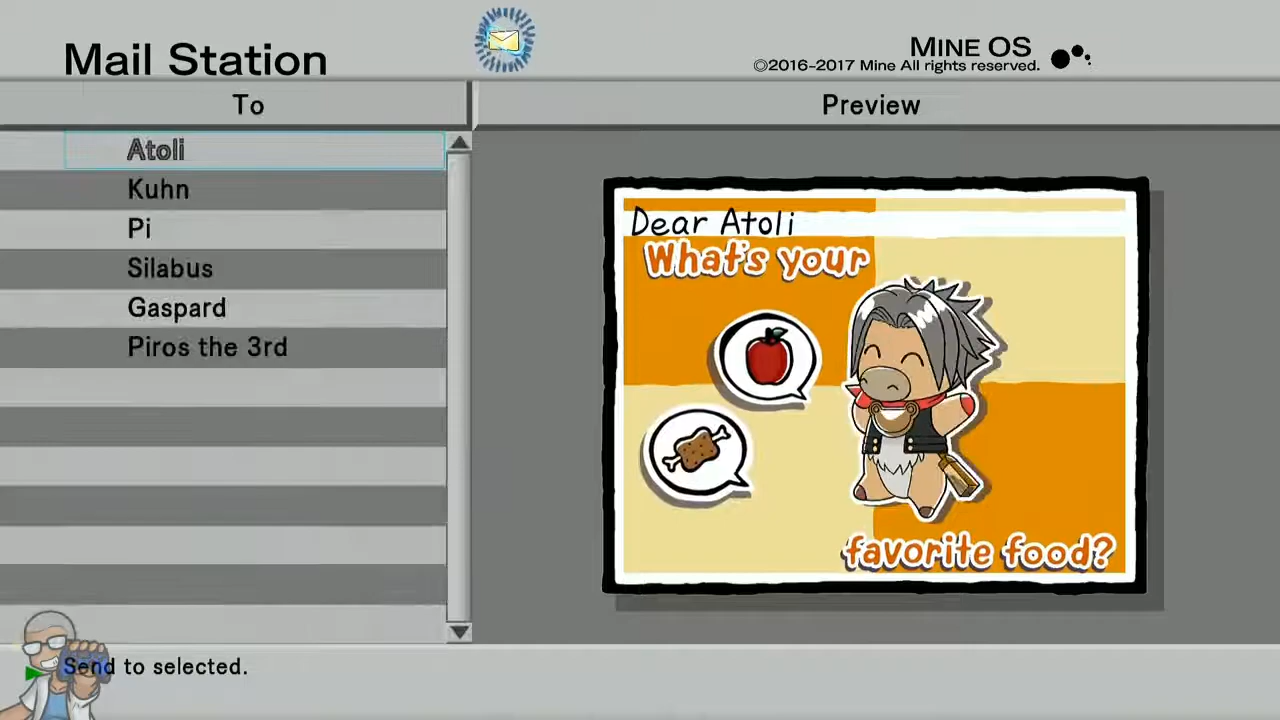 Mail Station
MINE OS
©2016-2017 Mine All rights reserved.
To
Preview
Atoli
Kuhn
Pi
Silabus
Gaspard
Piros the 3rd
Dear Atoli
What's your
favorite food?
Send to selected.